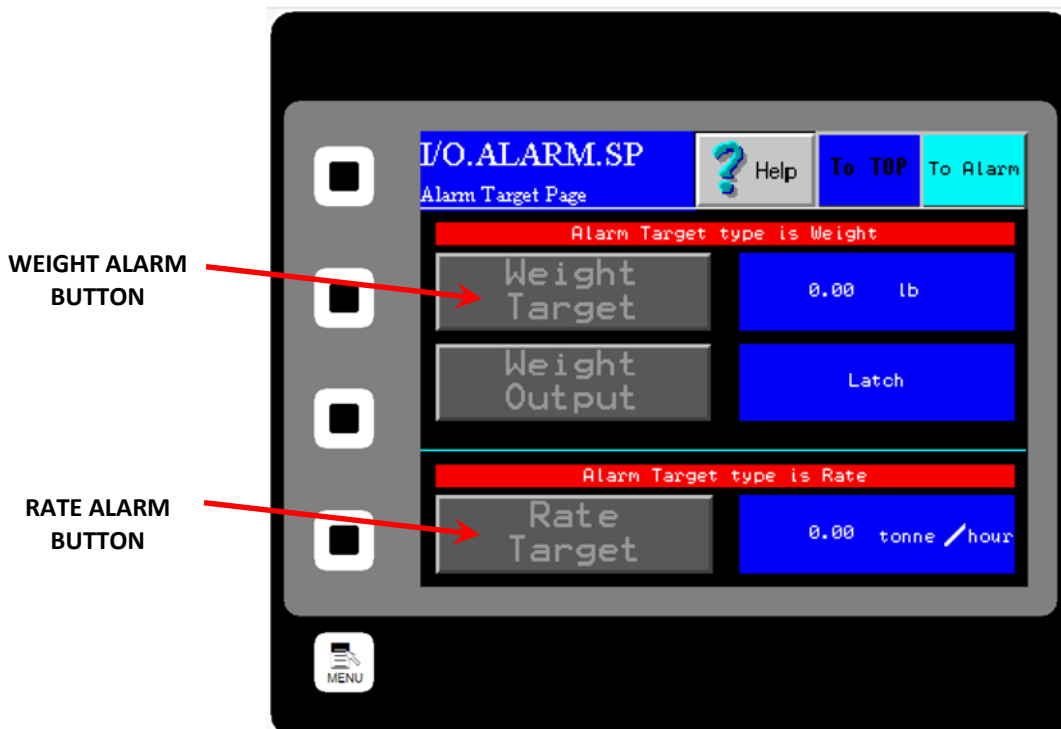 I/O.ALARM.SP
Alarm Target Page
Help
To TOP
To Alarm
Alarm Target type is Weight
WEIGHT ALARM
BUTTON
Weight
Target
0.00 lb
Weight
Output
Latch
Alarm Target type is Rate
RATE ALARM
BUTTON
Rate
Target
0.00 tonne/hour
MENU